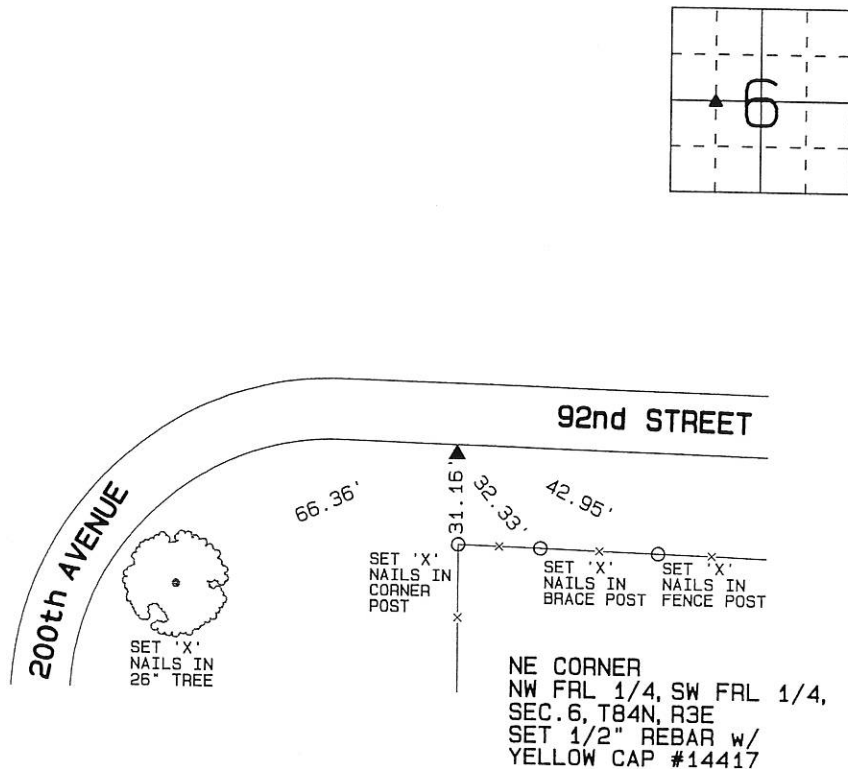 6
92nd STREET
200th AVENUE
66.36'
31.16'
32.33'
42.95'
SET 'X'
NAILS IN
CORNER
POST
SET 'X'
NAILS IN
BRACE POST
SET 'X'
NAILS IN
FENCE POST
SET 'X'
NAILS IN
26" TREE
NE CORNER
NW FRL 1/4, SW FRL 1/4,
SEC.6, T84N, R3E
SET 1/2" REBAR w/
YELLOW CAP #14417